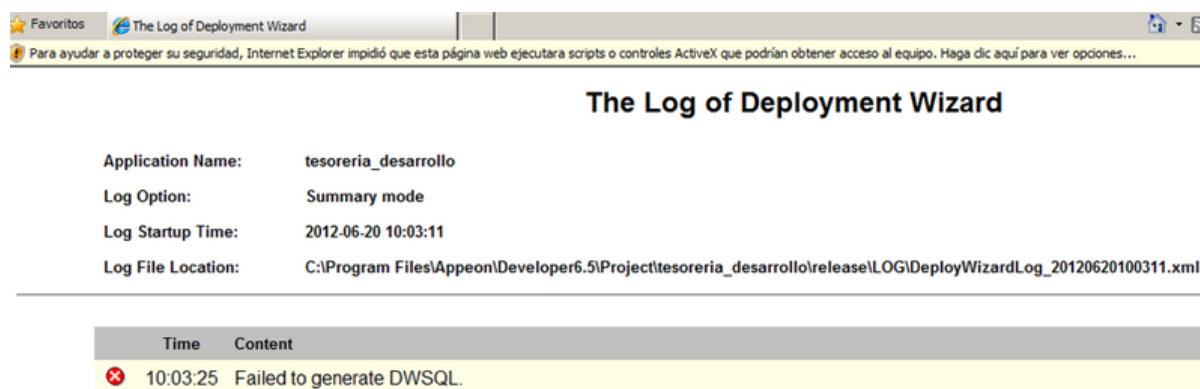 Favoritos The Log of Deployment Wizard
Para ayudar a proteger su seguridad, Internet Explorer impidió que esta página web ejecutara scripts o controles ActiveX que podrían obtener acceso al equipo. Haga clic aquí para ver opciones...
The Log of Deployment Wizard
Application Name: tesoreria_desarrollo
Log Option: Summary mode
Log Startup Time: 2012-06-20 10:03:11
Log File Location: C:\Program Files\Appeon\Developer6.5\Project\tesoreria_desarrollo\release\LOG\DeployWizardLog_20120620100311.xml
Time Content
10:03:25 Failed to generate DWSQL.